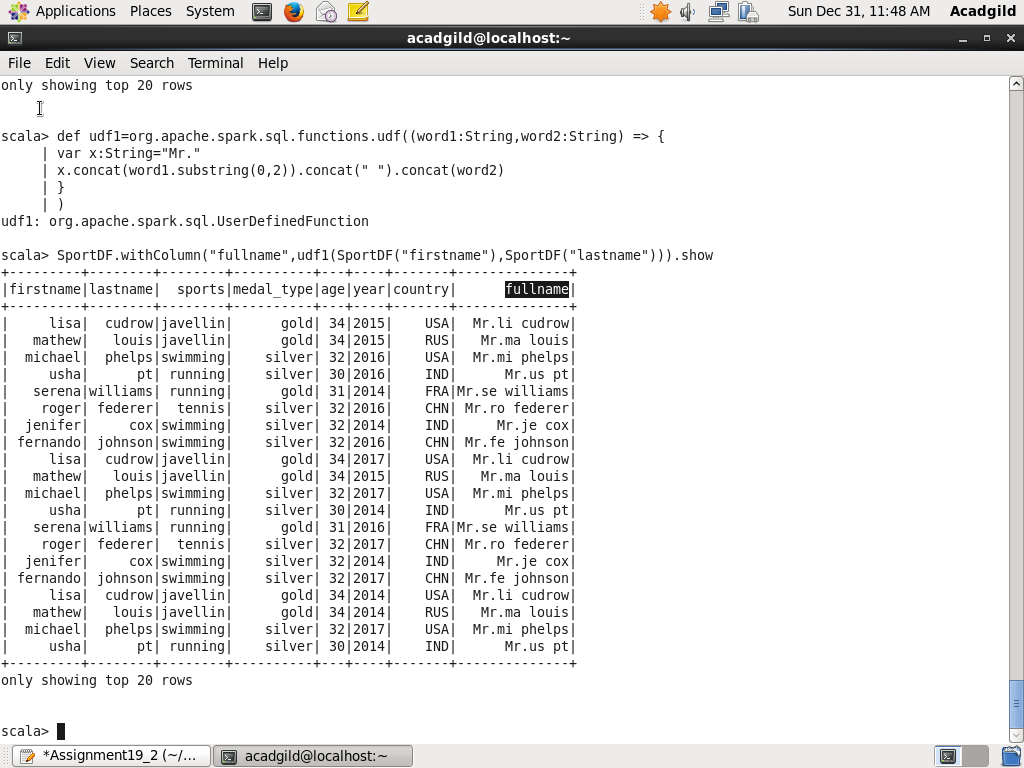 Applications Places System Sun Dec 31, 11:48 AM Acadgild
acadgild@localhost:~
File Edit View Search Terminal Help
only showing top 20 rows
scala> def udf1=org.apache.spark.sql.functions.udf((word1:String,word2:String) => {
     | var x:String="Mr."
     | x.concat(word1.substring(0,2)).concat(" ").concat(word2)
     | }
     | )
udf1: org.apache.spark.sql.UserDefinedFunction
scala> SportDF.withColumn("fullname",udf1(SportDF("firstname"),SportDF("lastname"))).show
+---------+--------+--------+----------+---+----+-------+--------------+
|firstname|lastname|  sports|medal_type|age|year|country|      fullname|
+---------+--------+--------+----------+---+----+-------+--------------+
|     lisa|  cudrow|javellin|      gold| 34|2015|    USA|  Mr.li cudrow|
|   mathew|   louis|javellin|      gold| 34|2015|    RUS|   Mr.ma louis|
|  michael|  phelps|swimming|    silver| 32|2016|    USA|  Mr.mi phelps|
|     usha|      pt| running|    silver| 30|2016|    IND|      Mr.us pt|
|   serena|williams| running|      gold| 31|2014|    FRA|Mr.se williams|
|    roger| federer|  tennis|    silver| 32|2016|    CHN| Mr.ro federer|
|  jenifer|     cox|swimming|    silver| 32|2014|    IND|     Mr.je cox|
| fernando| johnson|swimming|    silver| 32|2016|    CHN| Mr.fe johnson|
|     lisa|  cudrow|javellin|      gold| 34|2017|    USA|  Mr.li cudrow|
|   mathew|   louis|javellin|      gold| 34|2015|    RUS|   Mr.ma louis|
|  michael|  phelps|swimming|    silver| 32|2017|    USA|  Mr.mi phelps|
|     usha|      pt| running|    silver| 30|2014|    IND|      Mr.us pt|
|   serena|williams| running|      gold| 31|2016|    FRA|Mr.se williams|
|    roger| federer|  tennis|    silver| 32|2017|    CHN| Mr.ro federer|
|  jenifer|     cox|swimming|    silver| 32|2014|    IND|     Mr.je cox|
| fernando| johnson|swimming|    silver| 32|2017|    CHN| Mr.fe johnson|
|     lisa|  cudrow|javellin|      gold| 34|2014|    USA|  Mr.li cudrow|
|   mathew|   louis|javellin|      gold| 34|2014|    RUS|   Mr.ma louis|
|  michael|  phelps|swimming|    silver| 32|2017|    USA|  Mr.mi phelps|
|     usha|      pt| running|    silver| 30|2014|    IND|      Mr.us pt|
+---------+--------+--------+----------+---+----+-------+--------------+
only showing top 20 rows
scala>
*Assignment19_2 (~/... acadgild@localhost:~